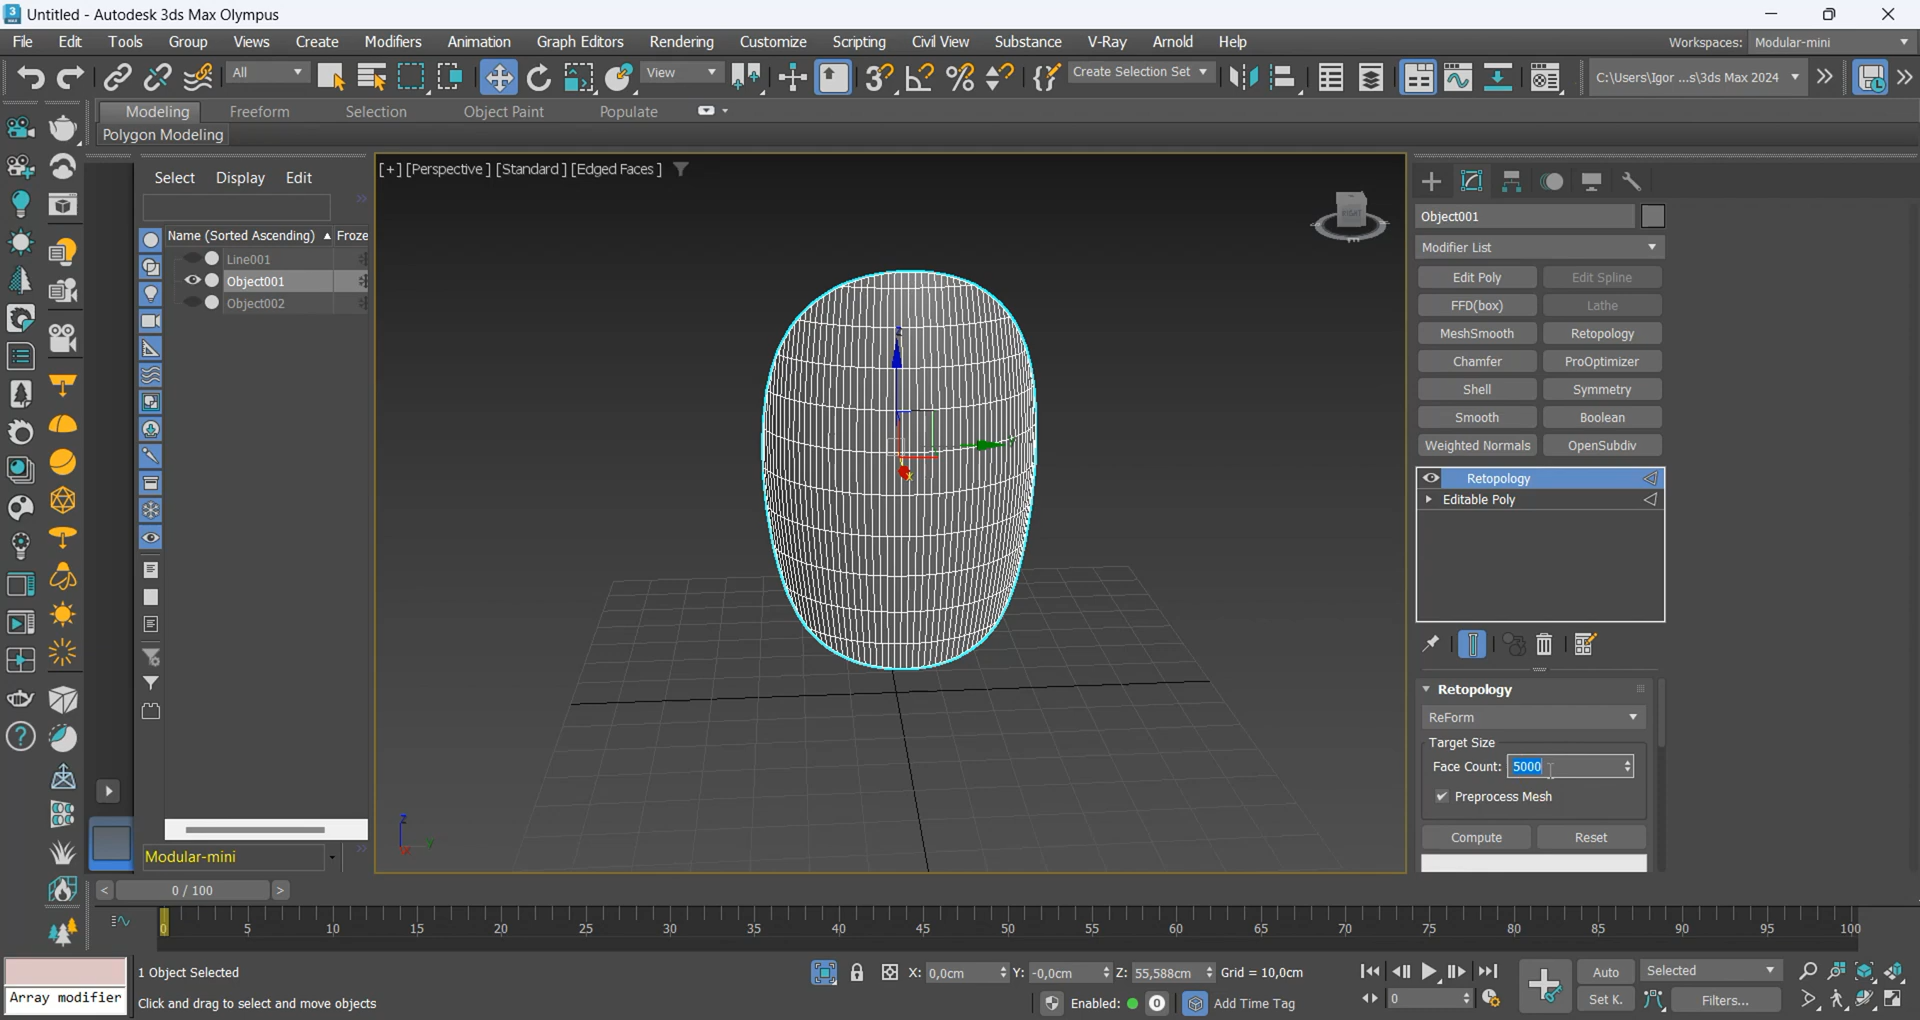 Untitled - Autodesk 3ds Max Olympus
File Edit Tools Group Views Create Modifiers Animation Graph Editors Rendering Customize Scripting Civil View Substance V-Ray Arnold Help Workspaces: Modular-mini
All View Create Selection Set C:\Users\Igor ...s\3ds Max 2024
Modeling Freeform Selection Object Paint Populate
Polygon Modeling
Select Display Edit
Name (Sorted Ascending) Froze
Line001
Object001
Object002
Modular-mini
[+] [Perspective ] [Standard ] [Edged Faces ]
Object001
Modifier List
Edit Poly Edit Spline
FFD(box) Lathe
MeshSmooth Retopology
Chamfer ProOptimizer
Shell Symmetry
Smooth Boolean
Weighted Normals OpenSubdiv
Retopology
Editable Poly
Retopology
ReForm
Target Size
Face Count: 5000
Preprocess Mesh
Compute Reset
0 / 100
0 5 10 15 20 25 30 35 40 45 50 55 60 65 70 75 80 85 90 95 100
Array modifier
1 Object Selected
Click and drag to select and move objects
X: 0,0cm Y: -0,0cm Z: 55,588cm Grid = 10,0cm
Enabled: 0 Add Time Tag
0
Auto Selected
Set K. Filters...